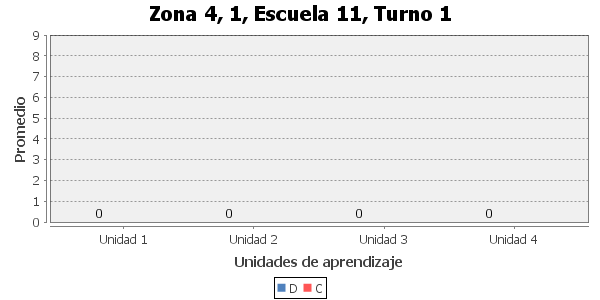 Zona 4, 1, Escuela 11, Turno 1
Promedio
9
8
7
6
5
4
3
2
1
0
0 0 0 0
Unidad 1 Unidad 2 Unidad 3 Unidad 4
Unidades de aprendizaje
D C